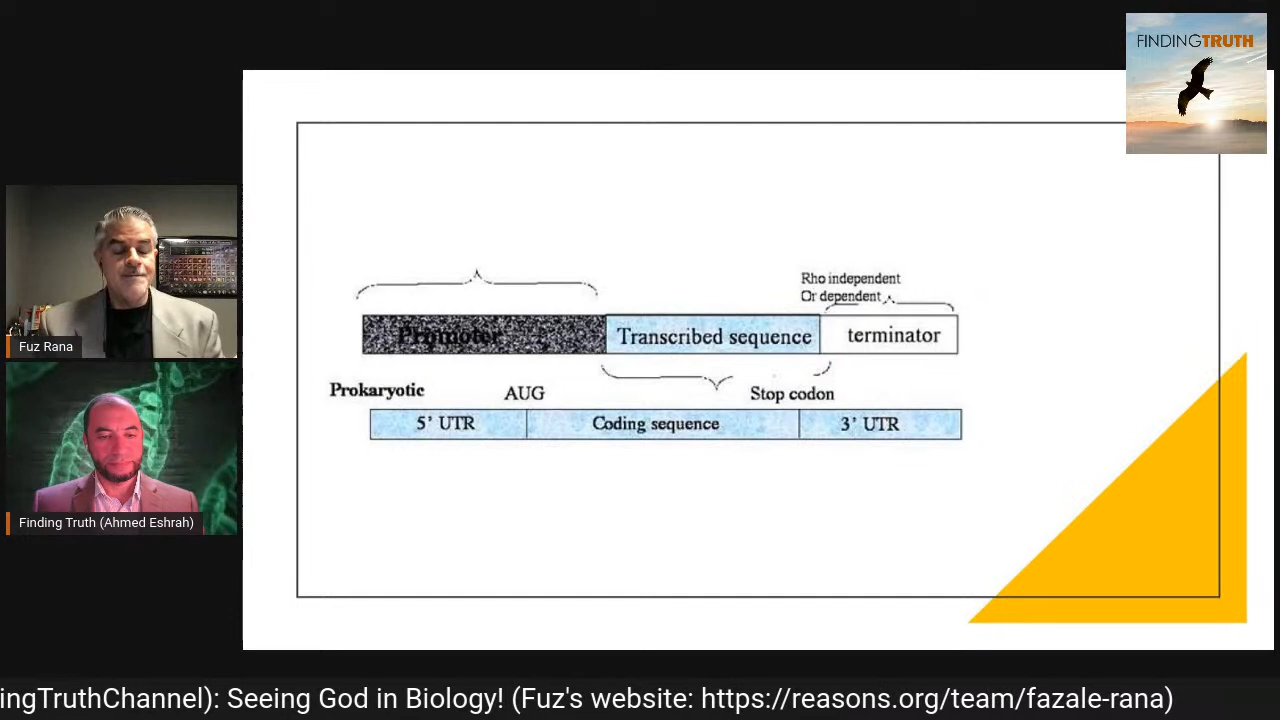 FINDINGTRUTH
Rho independent
Or dependent
Promoter
Transcribed sequence
terminator
Prokaryotic
AUG
Stop codon
5' UTR
Coding sequence
3' UTR
Fuz Rana
Finding Truth (Ahmed Eshrah)
ingTruthChannel): Seeing God in Biology! (Fuz's website: https://reasons.org/team/fazale-rana)